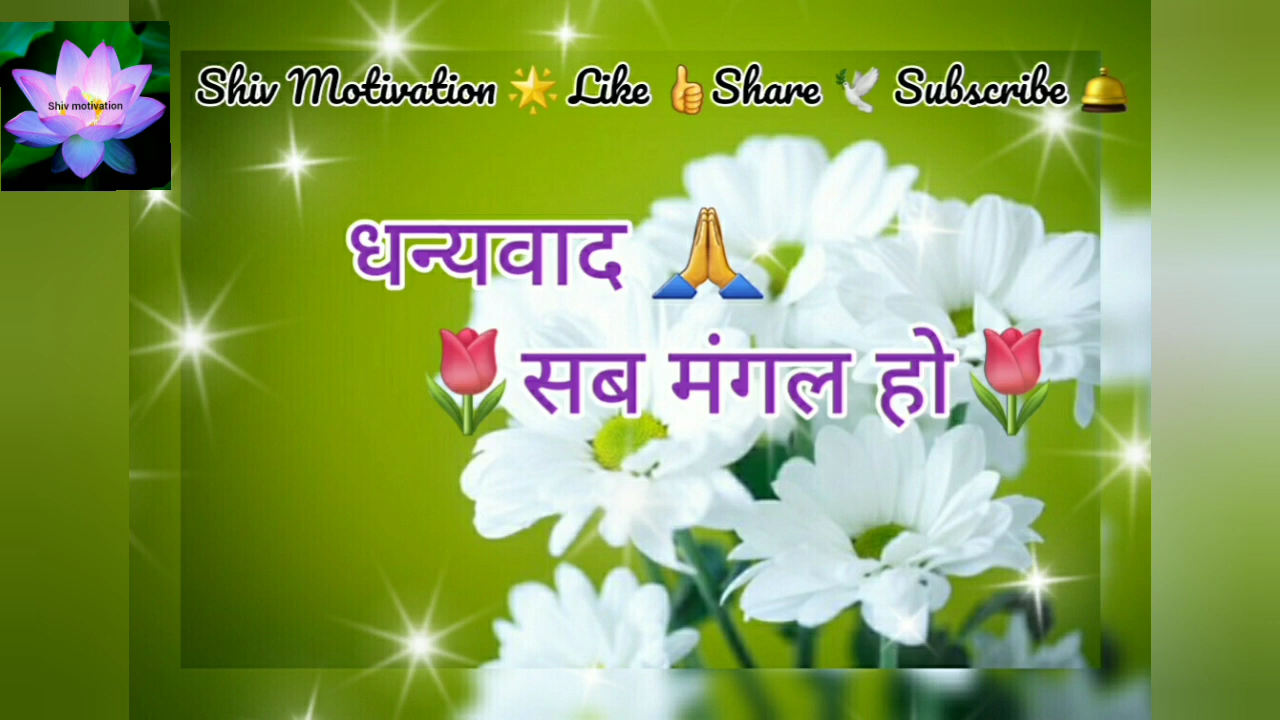 Shiv Motivation 🌟 Like 👍 Share 🕊️ Subscribe 🛎️
Shiv motivation
धन्यवाद 🙏
🌷 सब मंगल हो 🌷